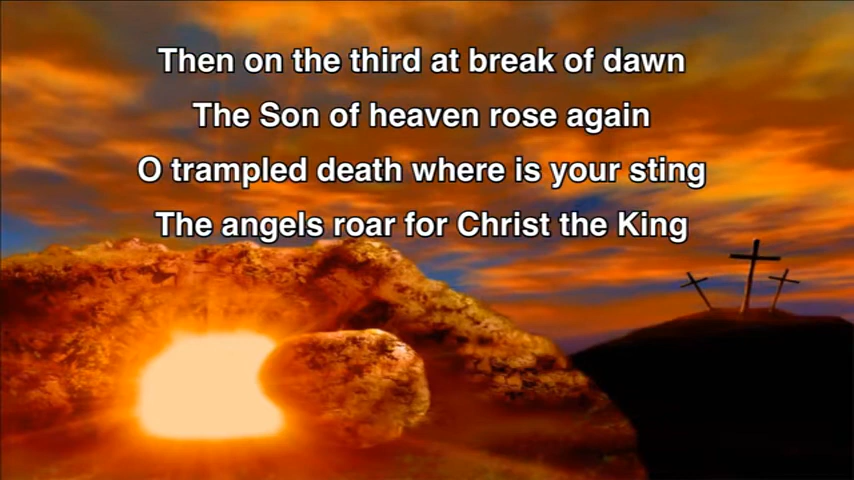 Then on the third at break of dawn
The Son of heaven rose again
O trampled death where is your sting
The angels roar for Christ the King